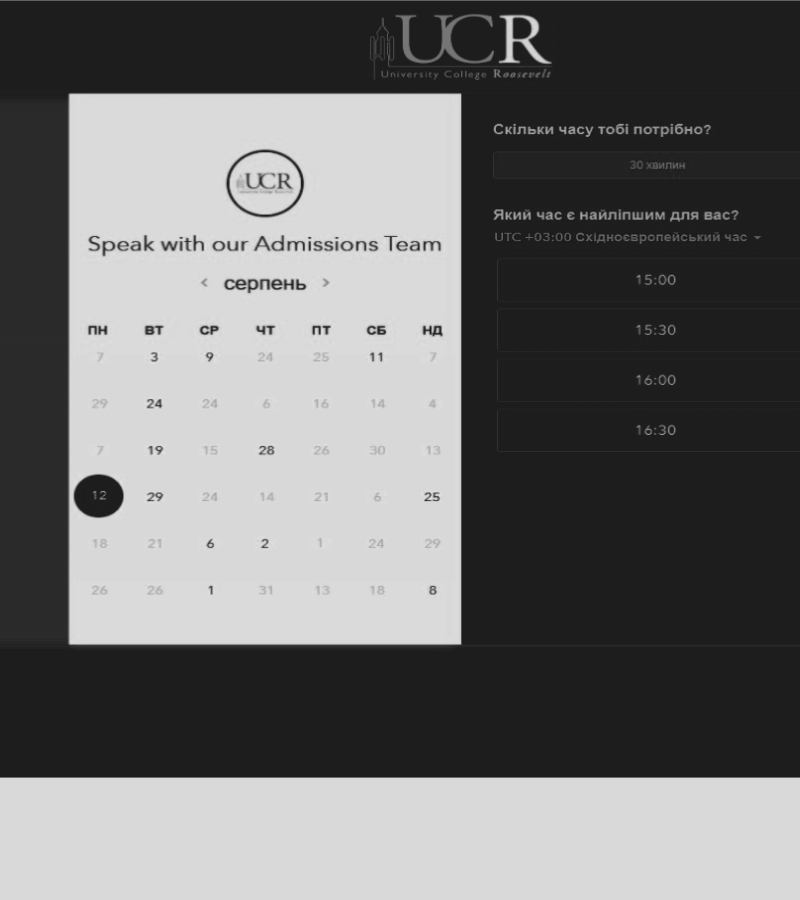 UCR
University College Roosevelt
UCR
Speak with our Admissions Team
< серпень >
ПН ВТ СР ЧТ ПТ СБ НД
7 3 9 24 25 11 7
29 24 24 6 16 14 4
7 19 15 28 26 30 13
12 29 24 14 21 6 25
18 21 6 2 1 24 29
26 26 1 31 13 18 8
Скільки часу тобі потрібно?
30 хвилин
Який час є найліпшим для вас?
UTC +03:00 Східноєвропейський час
15:00
15:30
16:00
16:30